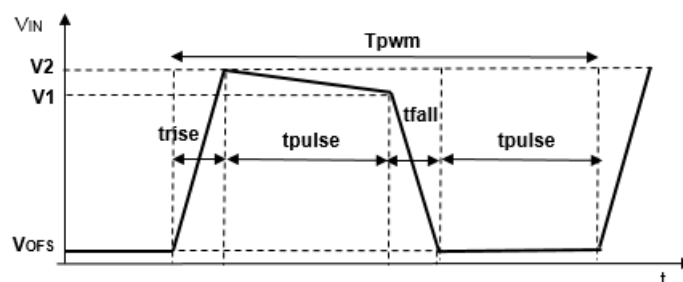 VIN
Tpwm
V2
V1
tfall
trise
tpulse
tpulse
VOFS
t